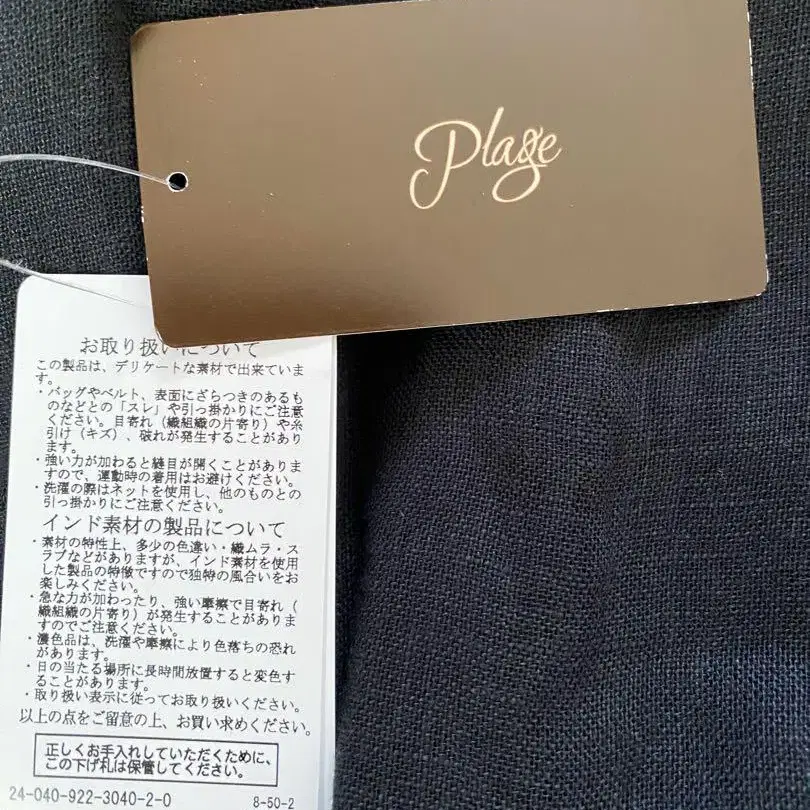 Plage
お取り扱いについて
この製品は、デリケートな素材で出来ていま
す。
・バッグやベルト、表面にざらつきのあるも
のなどとの「スレ」や引っ掛かりにご注意
ください。目寄れ（織組織の片寄り）や糸
引け（キズ）、破れが発生することがあり
ます。
・強い力が加わると縫目が開くことがありま
すので、運動時の着用はお避けください。
・洗濯の際はネットを使用し、他のものとの
引っ掛かりにご注意ください。
インド素材の製品について
・素材の特性上、多少の色違い・織ムラ・ス
ラブなどがありますが、インド素材を使用
した製品の特徴ですので独特の風合いをお
楽しみください。
・急な力が加わったり、強い摩擦で目寄れ（
織組織の片寄り）が発生することがありま
すのでご注意ください。
・濃色品は、洗濯や摩擦により色落ちの恐れ
があります。
・日の当たる場所に長時間放置すると変色す
ることがあります。
・取り扱い表示に従ってお取り扱いください。
以上の点をご留意の上、お買い求めください。
正しくお手入れしていただくために、
この下げ札は保管してください。
24-040-922-3040-2-0 8-50-2